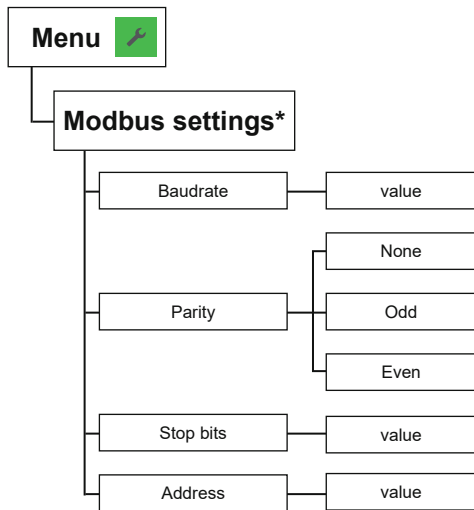 Menu
Modbus settings*
Baudrate
value
None
Parity
Odd
Even
Stop bits
value
Address
value